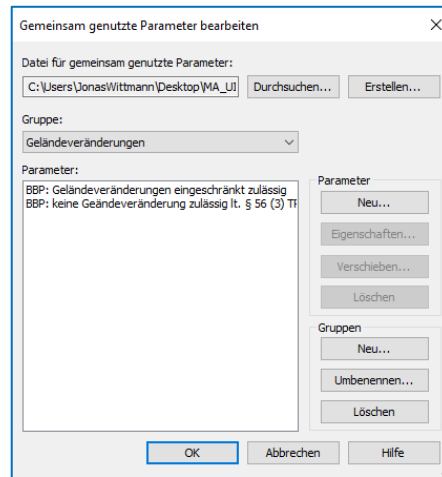 Gemeinsam genutzte Parameter bearbeiten
Datei für gemeinsam genutzte Parameter:
C:\Users\JonasWittmann\Desktop\MA_UI
Durchsuchen...
Erstellen...
Gruppe:
Geländeveränderungen
Parameter:
BBP: Geländeveränderungen eingeschränkt zulässig
BBP: keine Geändeveränderung zulässig lt. § 56 (3)
Parameter
Neu...
Eigenschaften...
Verschieben...
Löschen
Gruppen
Neu...
Umbenennen...
Löschen
OK
Abbrechen
Hilfe